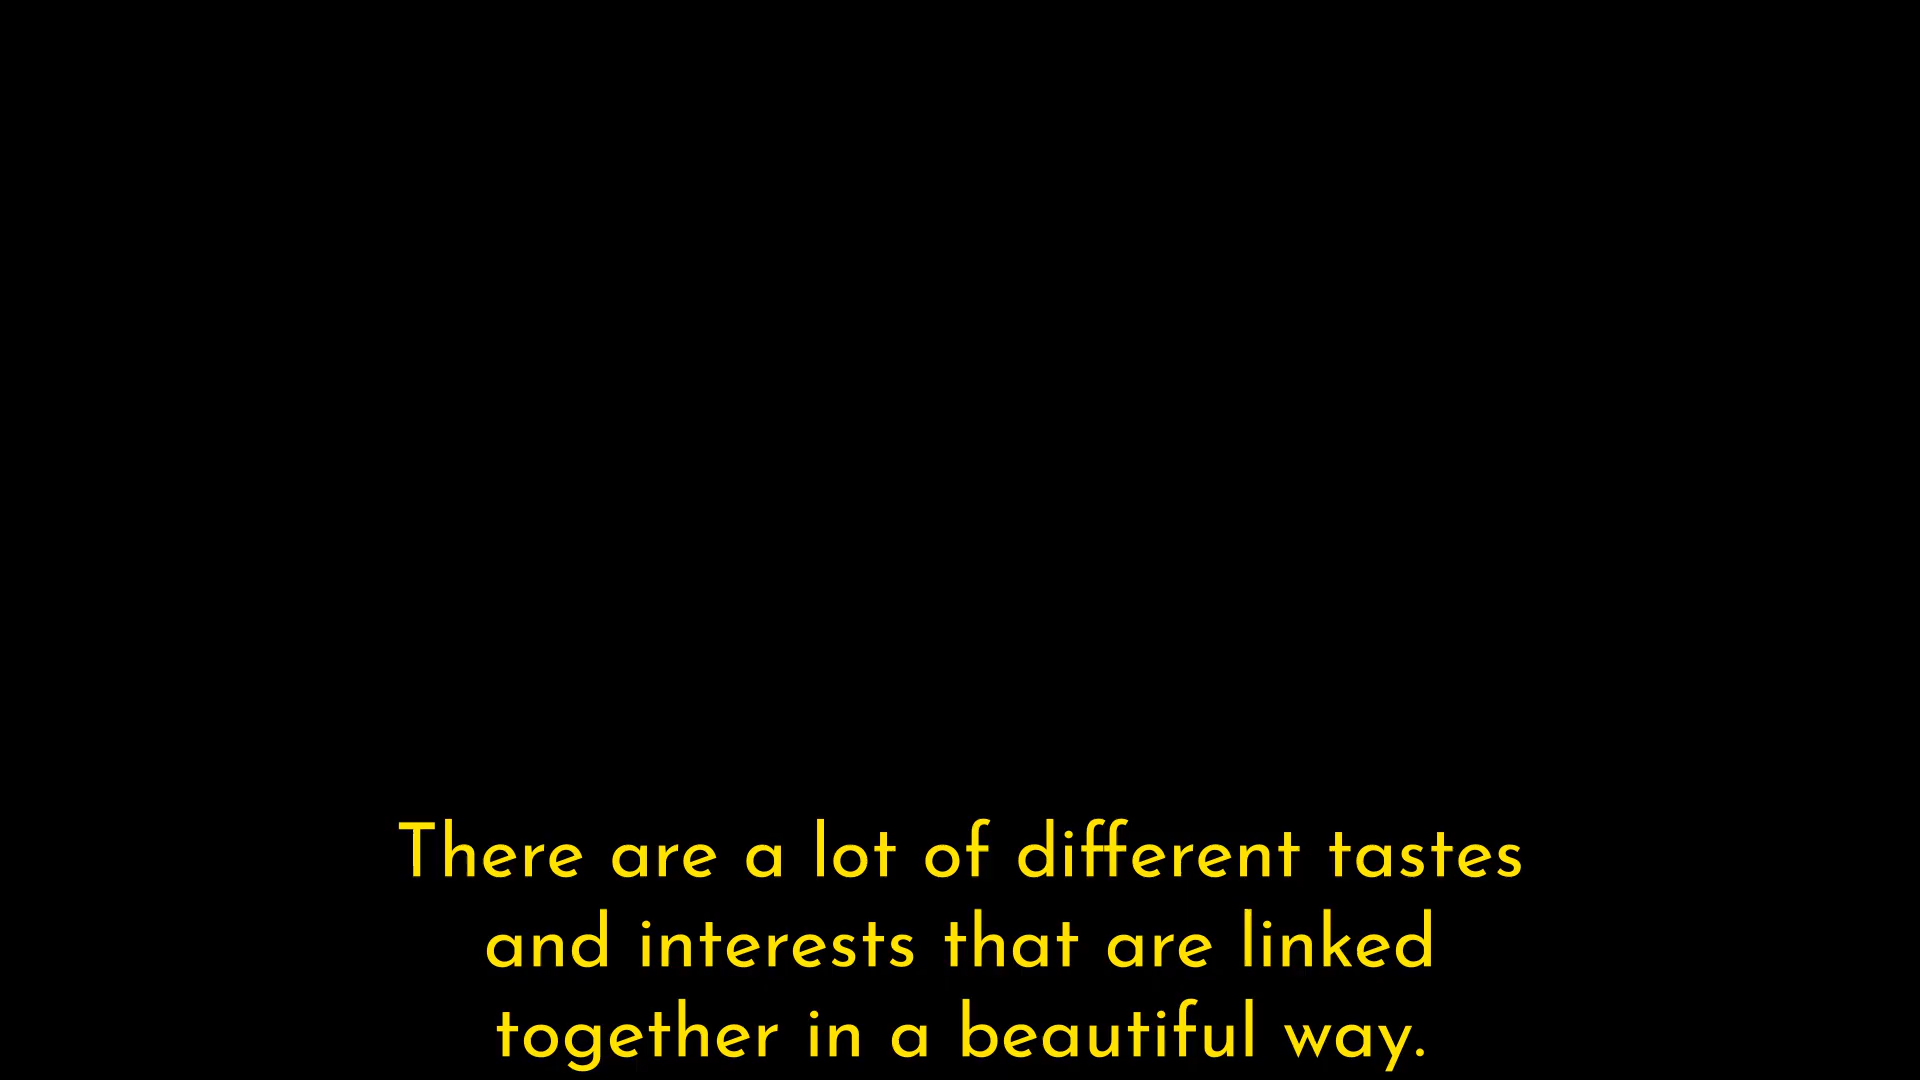 There are a lot of different tastes
and interests that are linked
together in a beautiful way.